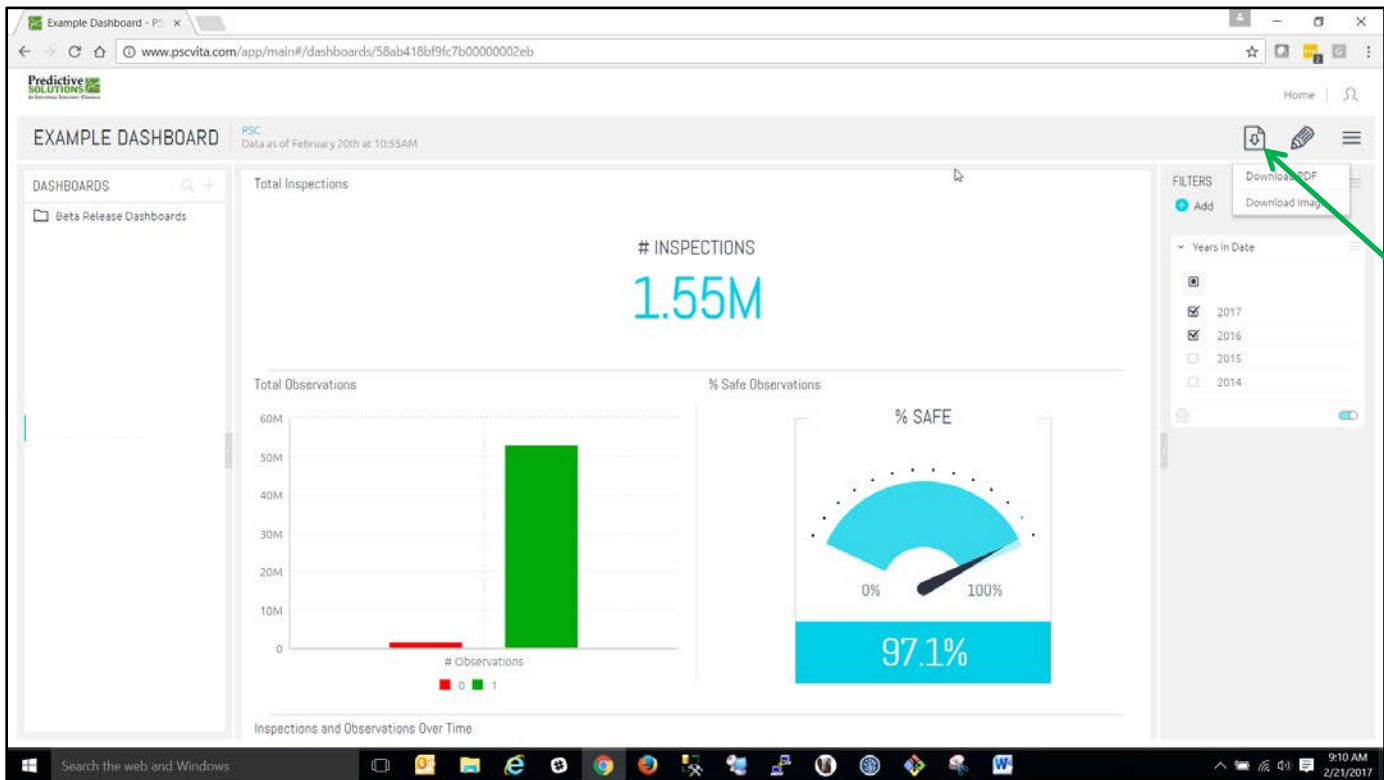 Example Dashboard - PS
www.pscvita.com/app/main#/dashboards/58ab418bf9fc7b00000002eb
Predictive
SOLUTIONS
Home
EXAMPLE DASHBOARD
PSC
Data as of February 20th at 10:55AM
DASHBOARDS
Beta Release Dashboards
Total Inspections
# INSPECTIONS
1.55M
Total Observations
60M
50M
40M
30M
20M
10M
0
# Observations
0 1
% Safe Observations
% SAFE
0% 100%
97.1%
Inspections and Observations Over Time
Download PDF
Download Image
FILTERS
Add
Years in Date
2017
2016
2015
2014
Search the web and Windows
9:10 AM
2/21/2017